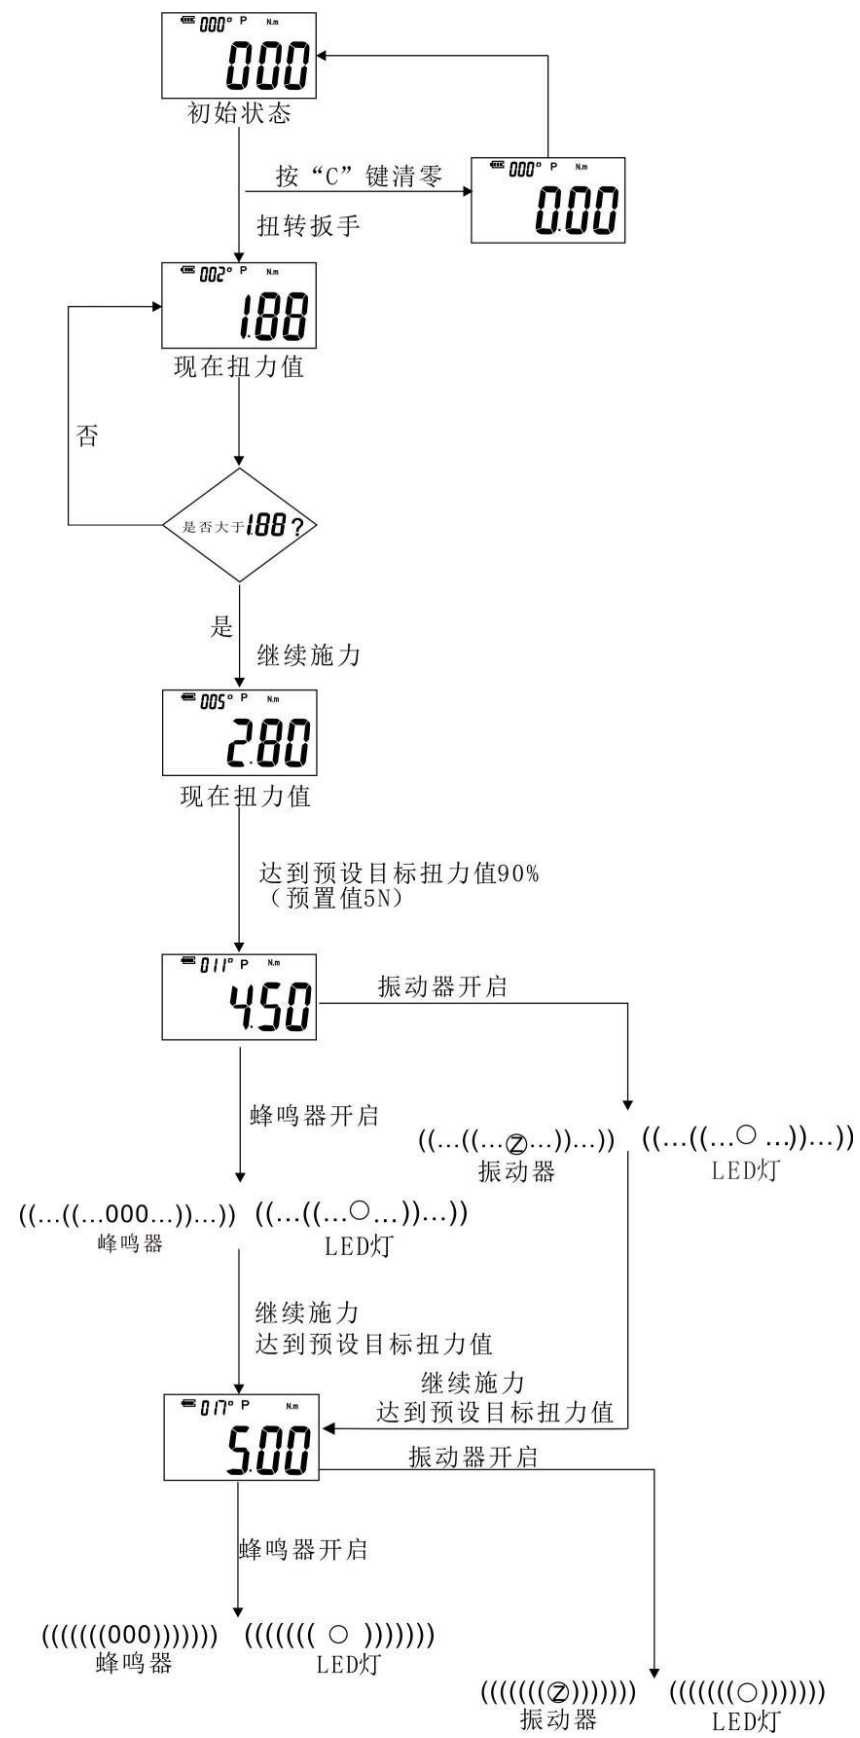 000° P N.m
000
初始状态
按“C”键清零
000° P N.m
0.00
扭转扳手
002° P N.m
1.88
现在扭力值
否
是否大于1.88?
是
继续施力
005° P N.m
2.80
现在扭力值
达到预设目标扭力值90%
（预置值5N）
011° P N.m
4.50
振动器开启
蜂鸣器开启
((...((...Z...))...)) ((...((...○...))...))
振动器 LED灯
((...((...000...))...)) ((...((...○...))...))
峰鸣器 LED灯
继续施力
达到预设目标扭力值
继续施力
达到预设目标扭力值
017° P N.m
5.00
振动器开启
蜂鸣器开启
(((((((000))))))) ((((((( ○ )))))))
蜂鸣器 LED灯
(((((((Z))))))) (((((((○)))))))
振动器 LED灯